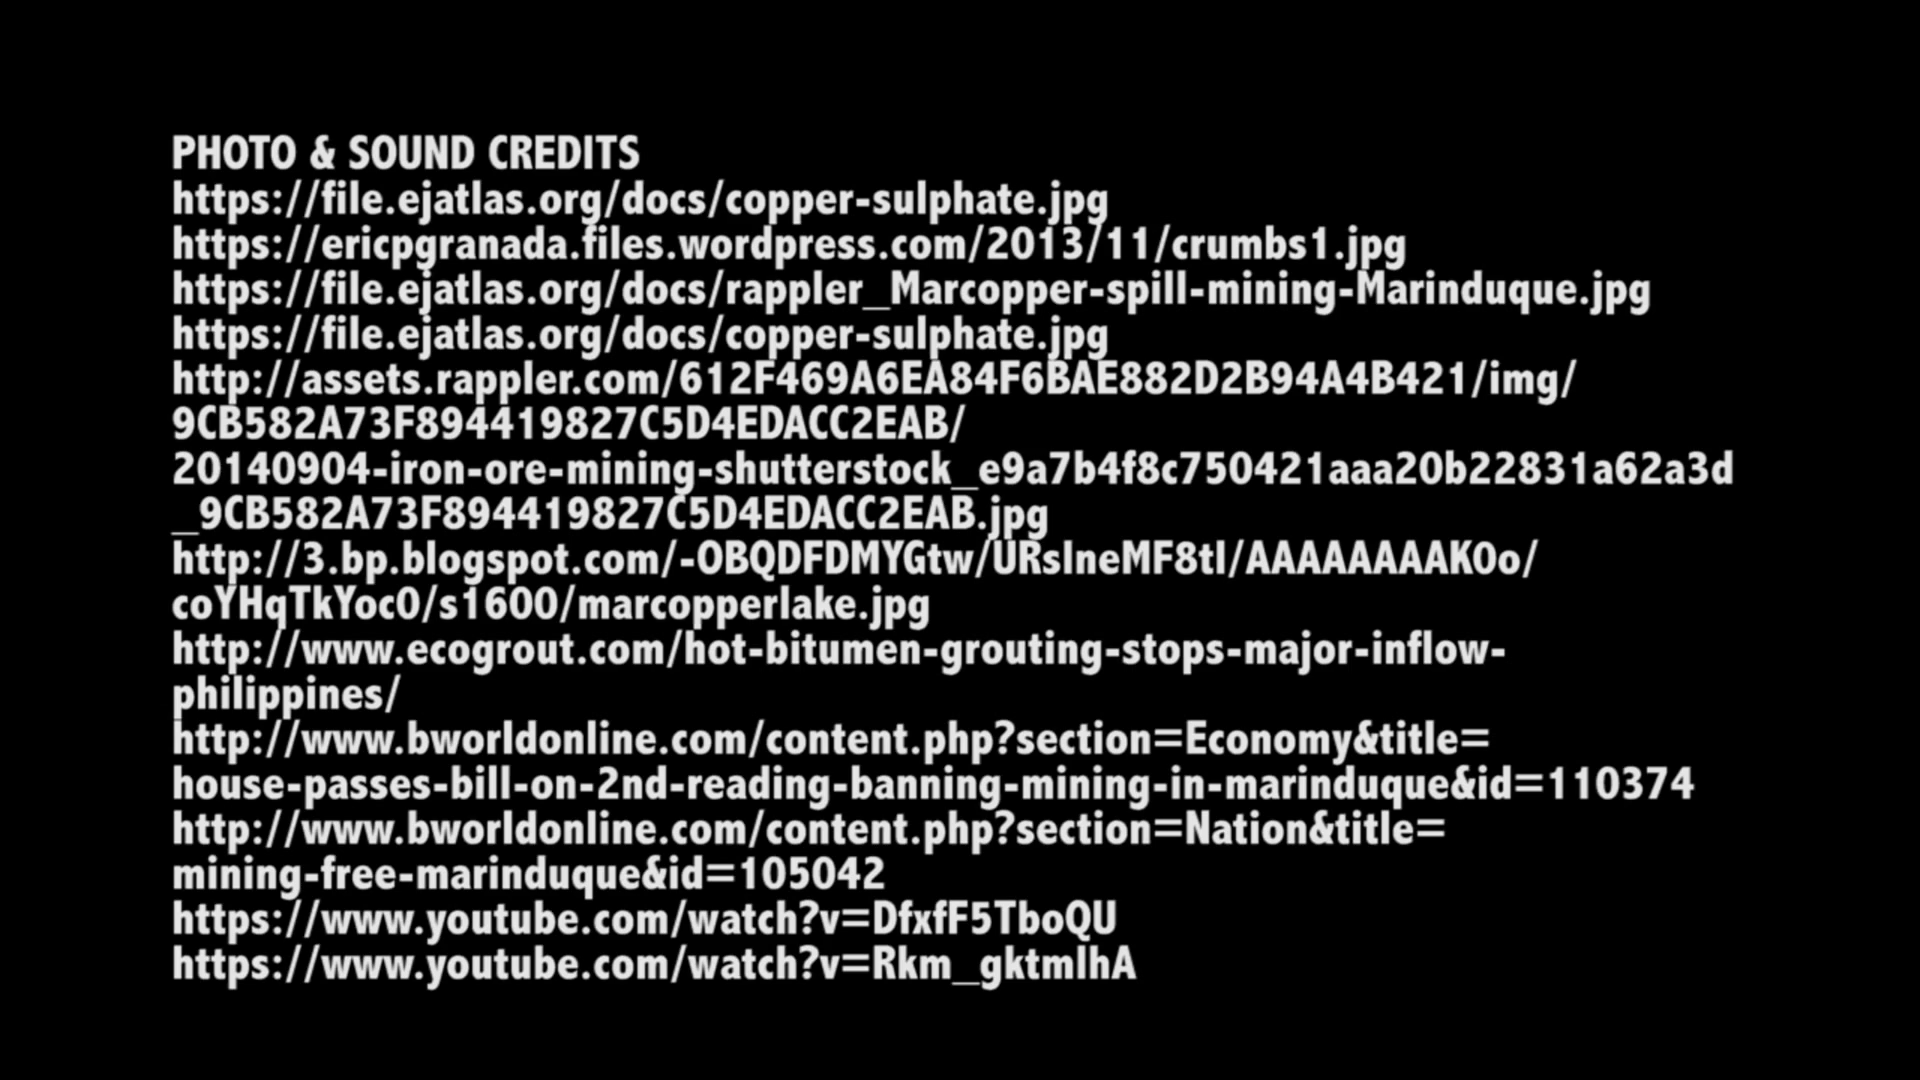 PHOTO & SOUND CREDITS
https://file.ejatlas.org/docs/copper-sulphate.jpg
https://ericpgranada.files.wordpress.com/2013/11/crumbs1.jpg
https://file.ejatlas.org/docs/rappler_Marcopper-spill-mining-Marinduque.jpg
https://file.ejatlas.org/docs/copper-sulphate.jpg
http://assets.rappler.com/612F469A6EA84F6BAE882D2B94A4B421/img/
9CB582A73F894419827C5D4EDACC2EAB/
20140904-iron-ore-mining-shutterstock_e9a7b4f8c750421aaa20b22831a62a3d
_9CB582A73F894419827C5D4EDACC2EAB.jpg
http://3.bp.blogspot.com/-OBQDFDMYGtw/URsIneMF8tI/AAAAAAAAK0o/
coYHqTkYoc0/s1600/marcopperlake.jpg
http://www.ecogrout.com/hot-bitumen-grouting-stops-major-inflow-
philippines/
http://www.bworldonline.com/content.php?section=Economy&title=
house-passes-bill-on-2nd-reading-banning-mining-in-marinduque&id=110374
http://www.bworldonline.com/content.php?section=Nation&title=
mining-free-marinduque&id=105042
https://www.youtube.com/watch?v=DfxfF5TboQU
https://www.youtube.com/watch?v=Rkm_gktmlhA